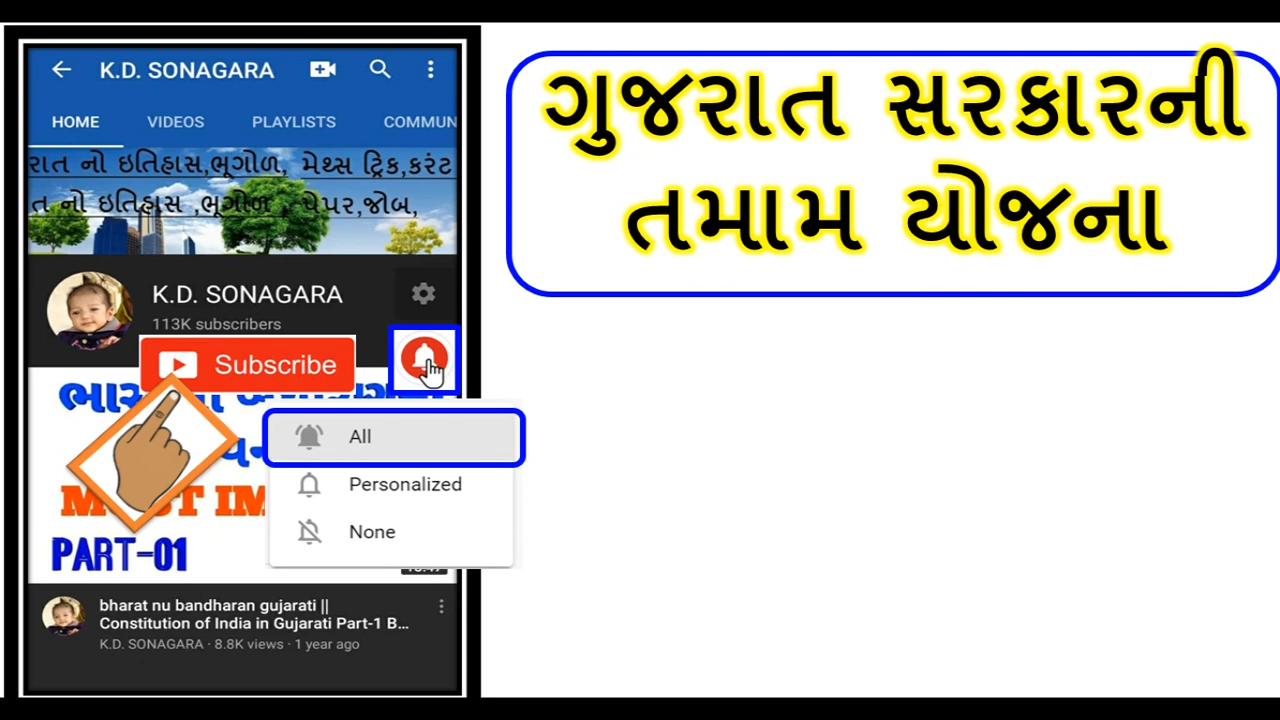 K.D. SONAGARA
HOME VIDEOS PLAYLISTS COMMUN
રાત નો ઇતિહાસ,ભૂગોળ, મેથ્સ ટ્રિક,કરંટ
ત નો ઇતિહાસ ,ભૂગોળ , પેપર,જોબ,
K.D. SONAGARA
113K subscribers
Subscribe
All
Personalized
None
PART-01
bharat nu bandharan gujarati ||
Constitution of India in Gujarati Part-1 B...
K.D. SONAGARA · 8.8K views · 1 year ago
ગુજરાત સરકારની
તમામ યોજના